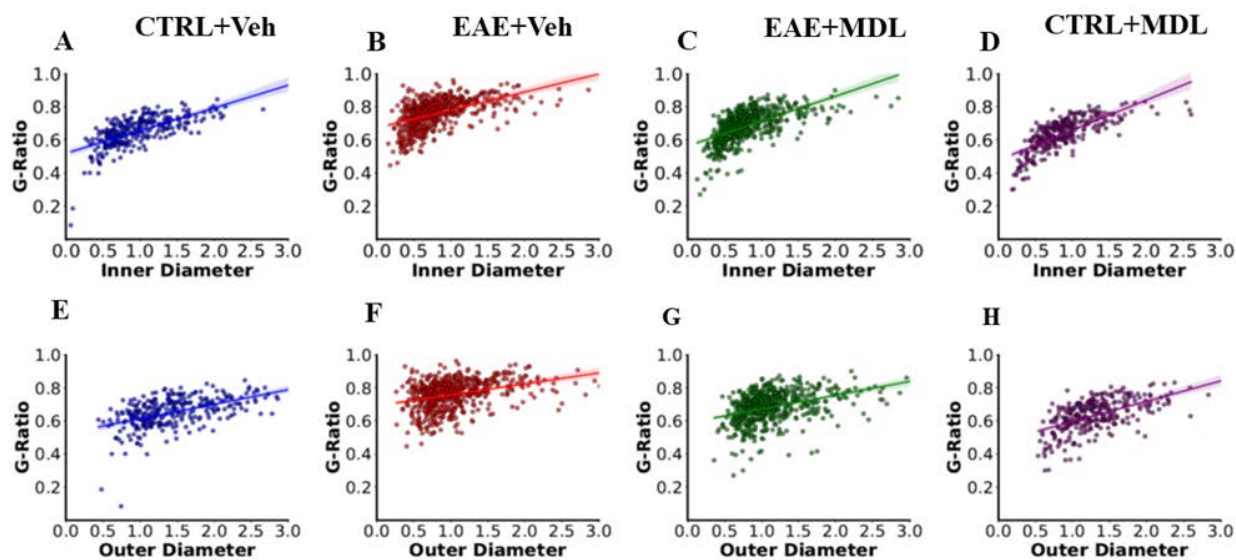 A CTRL+Veh B EAE+Veh C EAE+MDL D CTRL+MDL
G-Ratio G-Ratio G-Ratio G-Ratio
1.0 1.0 1.0 1.0
0.8 0.8 0.8 0.8
0.6 0.6 0.6 0.6
0.4 0.4 0.4 0.4
0.2 0.2 0.2 0.2
0.0 0.5 1.0 1.5 2.0 2.5 3.0 0.0 0.5 1.0 1.5 2.0 2.5 3.0 0.0 0.5 1.0 1.5 2.0 2.5 3.0 0.0 0.5 1.0 1.5 2.0 2.5 3.0
Inner Diameter Inner Diameter Inner Diameter Inner Diameter
E F G H
G-Ratio G-Ratio G-Ratio G-Ratio
1.0 1.0 1.0 1.0
0.8 0.8 0.8 0.8
0.6 0.6 0.6 0.6
0.4 0.4 0.4 0.4
0.2 0.2 0.2 0.2
0.0 0.5 1.0 1.5 2.0 2.5 3.0 0.0 0.5 1.0 1.5 2.0 2.5 3.0 0.0 0.5 1.0 1.5 2.0 2.5 3.0 0.0 0.5 1.0 1.5 2.0 2.5 3.0
Outer Diameter Outer Diameter Outer Diameter Outer Diameter